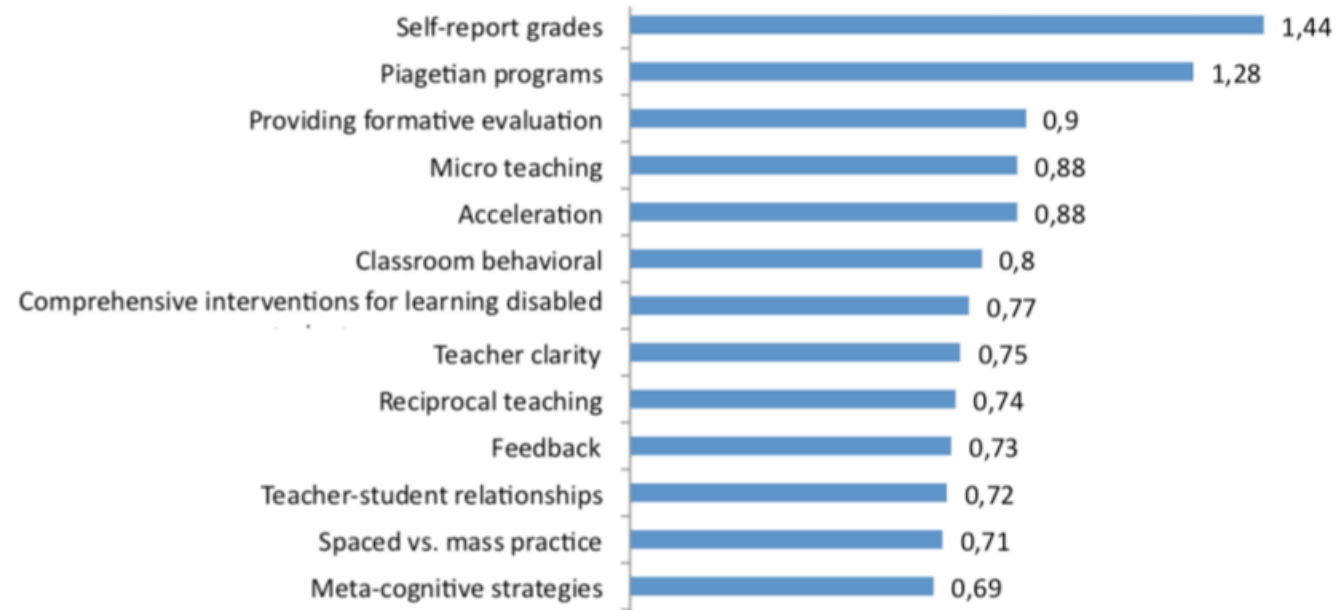 Self-report grades 1,44
Piagetian programs 1,28
Providing formative evaluation 0,9
Micro teaching 0,88
Acceleration 0,88
Classroom behavioral 0,8
Comprehensive interventions for learning disabled 0,77
Teacher clarity 0,75
Reciprocal teaching 0,74
Feedback 0,73
Teacher-student relationships 0,72
Spaced vs. mass practice 0,71
Meta-cognitive strategies 0,69